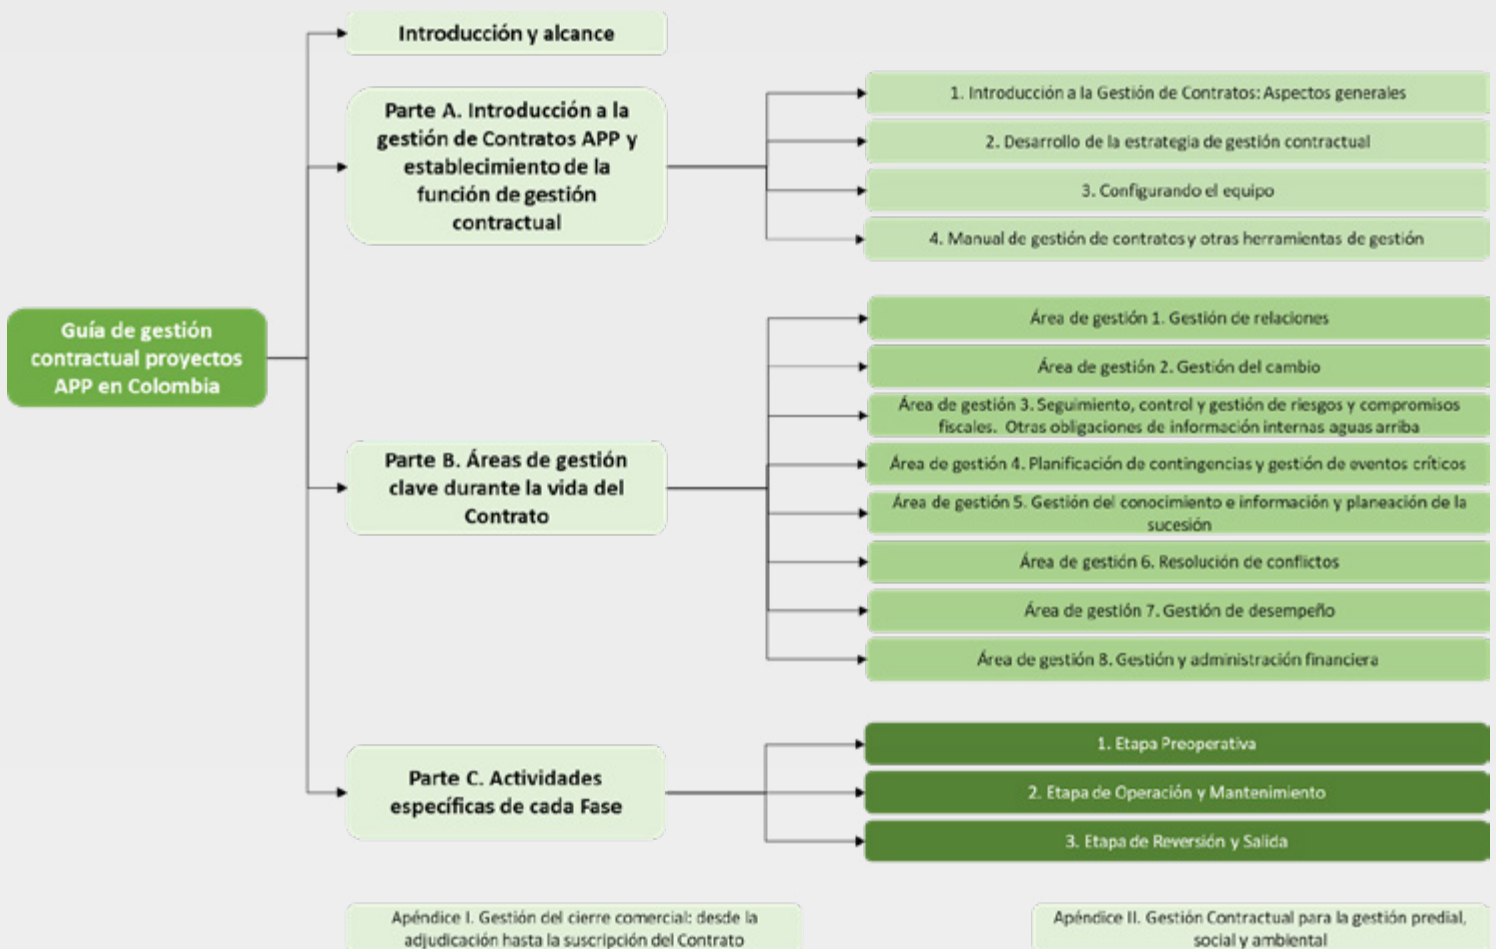 Introducción y alcance
Parte A. Introducción a la
gestión de Contratos APP y
establecimiento de la
función de gestión
contractual
1. Introducción a la Gestión de Contratos: Aspectos generales
2. Desarrollo de la estrategia de gestión contractual
3. Configurando el equipo
4. Manual de gestión de contratos y otras herramientas de gestión
Guía de gestión
contractual proyectos
APP en Colombia
Parte B. Áreas de gestión
clave durante la vida del
Contrato
Área de gestión 1. Gestión de relaciones
Área de gestión 2. Gestión del cambio
Área de gestión 3. Seguimiento, control y gestión de riesgos y compromisos
fiscales. Otras obligaciones de información internas aguas arriba
Área de gestión 4. Planificación de contingencias y gestión de eventos críticos
Área de gestión 5. Gestión del conocimiento e información y planeación de la
sucesión
Área de gestión 6. Resolución de conflictos
Área de gestión 7. Gestión de desempeño
Área de gestión 8. Gestión y administración financiera
Parte C. Actividades
específicas de cada Fase
1. Etapa Preoperativa
2. Etapa de Operación y Mantenimiento
3. Etapa de Reversión y Salida
Apéndice I. Gestión del cierre comercial: desde la
adjudicación hasta la suscripción del Contrato
Apéndice II. Gestión Contractual para la gestión predial,
social y ambiental